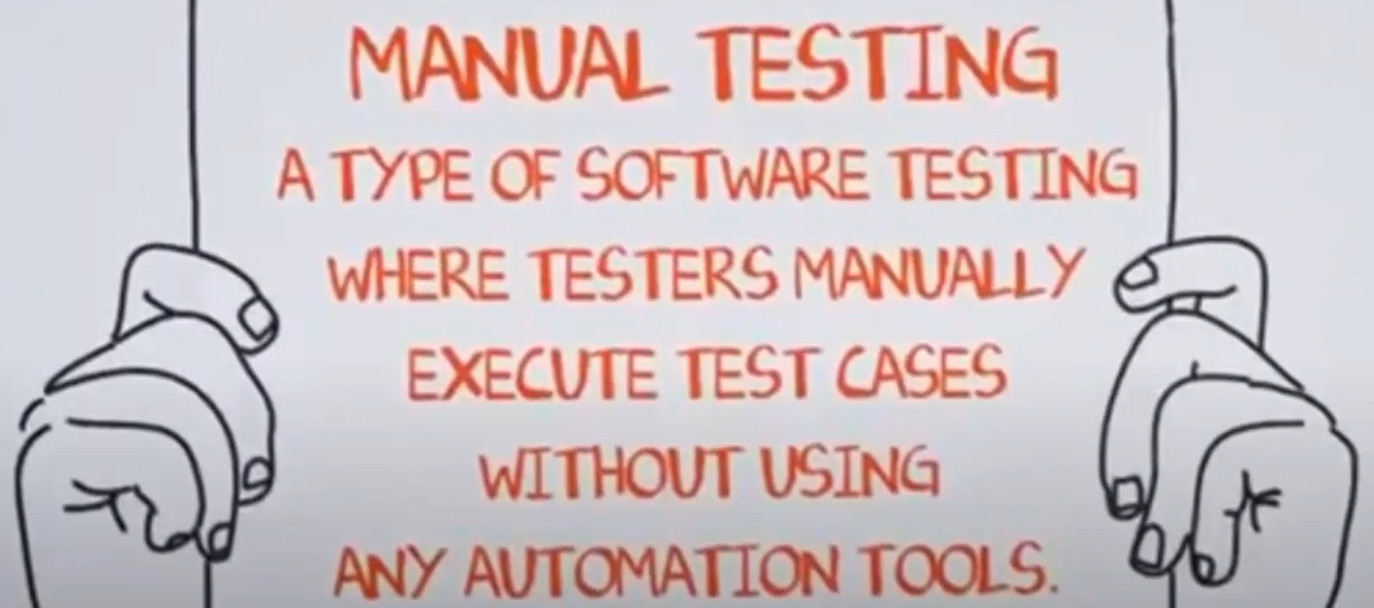 MANUAL TESTING
A TYPE OF SOFTWARE TESTING
WHERE TESTERS MANUALLY
EXECUTE TEST CASES
WITHOUT USING
ANY AUTOMATION TOOLS.